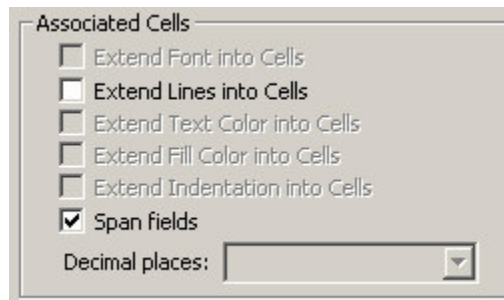 Associated Cells
Extend Font into Cells
Extend Lines into Cells
Extend Text Color into Cells
Extend Fill Color into Cells
Extend Indentation into Cells
Span fields
Decimal places: